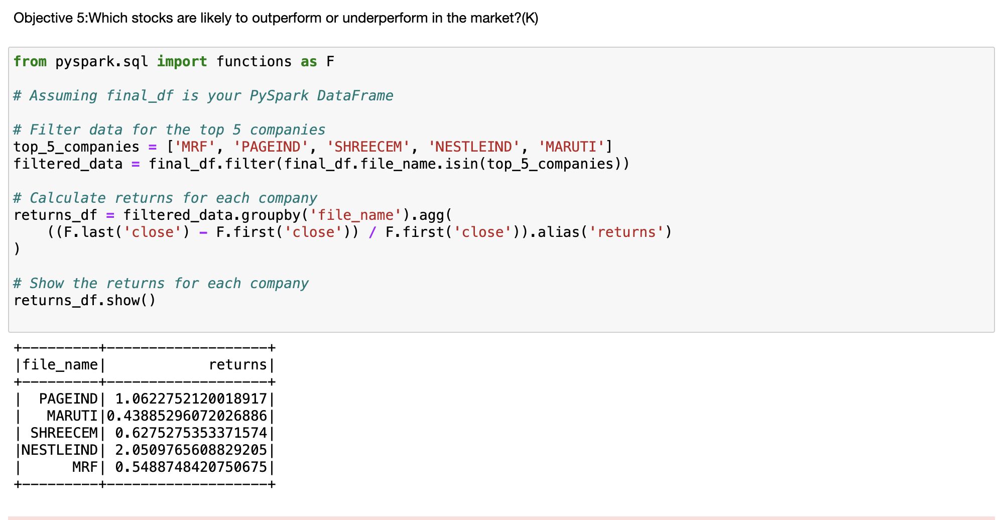 Objective 5:Which stocks are likely to outperform or underperform in the market?(K)
from pyspark.sql import functions as F
# Assuming final_df is your PySpark DataFrame
# Filter data for the top 5 companies
top_5_companies = ['MRF', 'PAGEIND', 'SHREECEM', 'NESTLEIND', 'MARUTI']
filtered_data = final_df.filter(final_df.file_name.isin(top_5_companies))
# Calculate returns for each company
returns_df = filtered_data.groupby('file_name').agg(
    ((F.last('close') - F.first('close')) / F.first('close')).alias('returns')
)
# Show the returns for each company
returns_df.show()
+---------+-------------------+
|file_name|            returns|
+---------+-------------------+
|  PAGEIND| 1.0622752120018917|
|   MARUTI|0.43885296072026886|
| SHREECEM| 0.6275275353371574|
|NESTLEIND| 2.0509765608829205|
|      MRF| 0.5488748420750675|
+---------+-------------------+